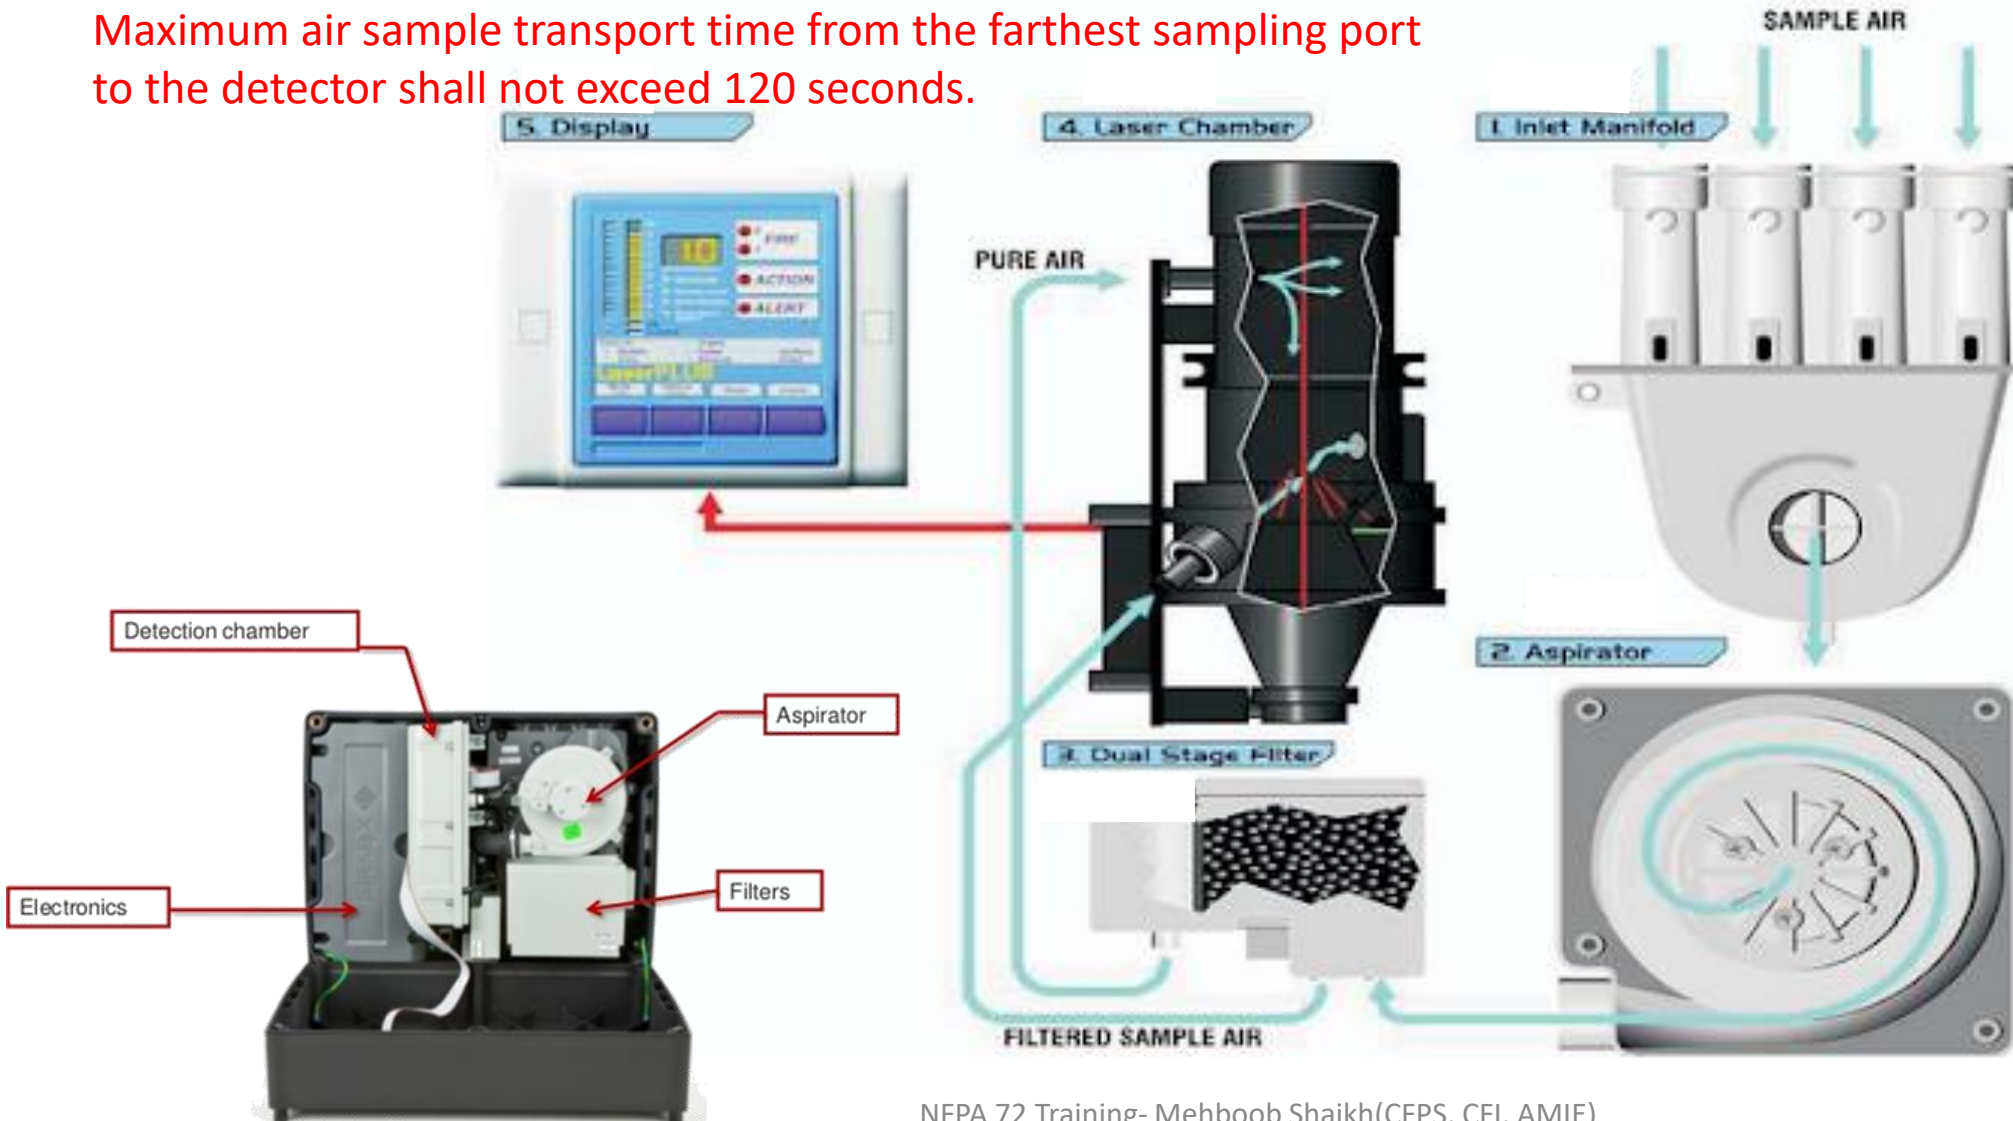 Maximum air sample transport time from the farthest sampling port
to the detector shall not exceed 120 seconds.
SAMPLE AIR
5. Display
4. Laser Chamber
1. Inlet Manifold
PURE AIR
FIRE
ACTION
ALERT
LaserPLUS
Detection chamber
2. Aspirator
Aspirator
3. Dual Stage Filter
Filters
Electronics
xtralis
FILTERED SAMPLE AIR
NFPA 72 Training- Mehboob Shaikh(CFPS, CFI, AMIE)